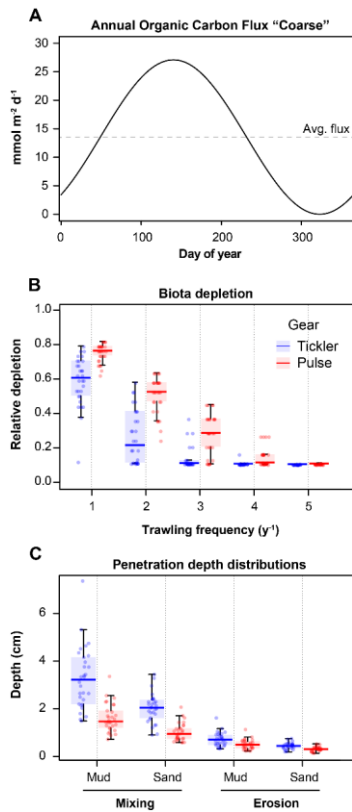 A
Annual Organic Carbon Flux “Coarse”
mmol m⁻² d⁻¹
30
25
20
15
10
5
0
Avg. flux
0 100 200 300
Day of year
B
Biota depletion
Relative depletion
1.0
0.8
0.6
0.4
0.2
0.0
Gear
Tickler
Pulse
1 2 3 4 5
Trawling frequency (y⁻¹)
C
Penetration depth distributions
Depth (cm)
6
4
2
0
Mud Sand Mud Sand
Mixing Erosion